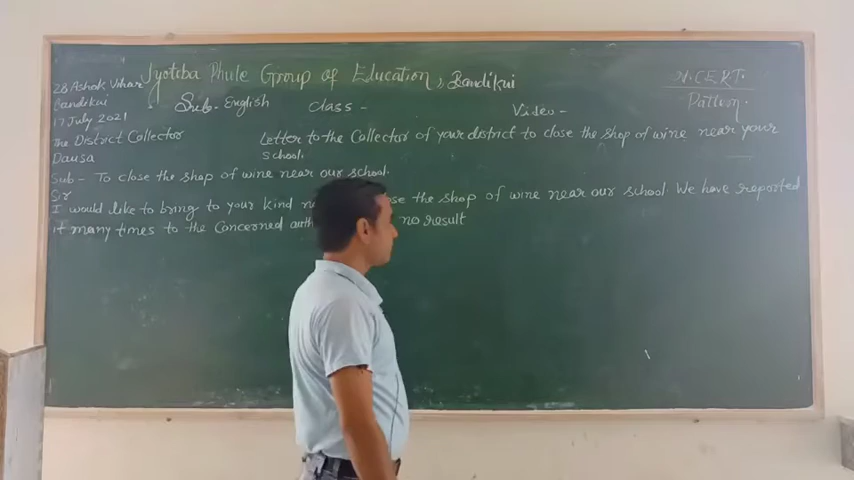 Jyotiba Phule Group of Education, Bandikui
N.C.E.R.T.
Pattern
28 Ashok Vihar
Bandikui
17 July 2021
Sub- English Class - Video -
The District Collector
Dausa
Letter to the Collector of your district to close the shop of wine near your
school.
Sub - To close the shop of wine near our school.
Sir
I would like to bring to your kind se the shop of wine near our school. We have reported
it many times to the concerned no result